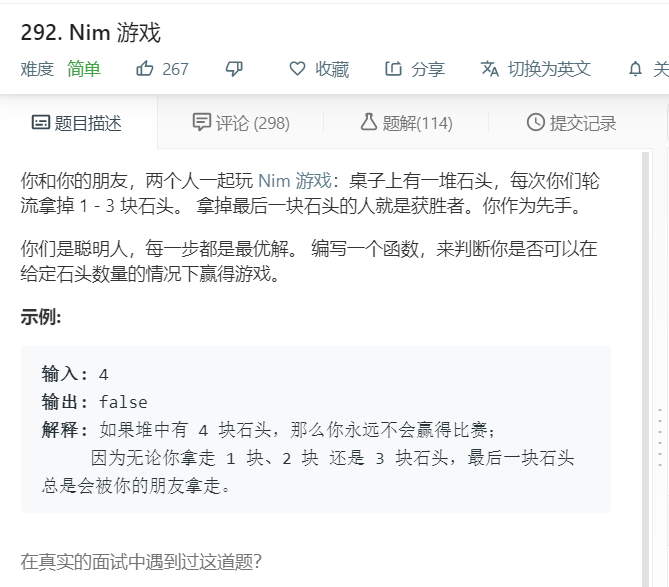 292. Nim 游戏
难度 简单 267 收藏 分享 切换为英文 关
题目描述 评论 (298) 题解(114) 提交记录
你和你的朋友，两个人一起玩 Nim 游戏：桌子上有一堆石头，每次你们轮
流拿掉 1 - 3 块石头。 拿掉最后一块石头的人就是获胜者。你作为先手。
你们是聪明人，每一步都是最优解。 编写一个函数，来判断你是否可以在
给定石头数量的情况下赢得游戏。
示例:
输入: 4
输出: false
解释: 如果堆中有 4 块石头，那么你永远不会赢得比赛；
因为无论你拿走 1 块、2 块 还是 3 块石头，最后一块石头
总是会被你的朋友拿走。
在真实的面试中遇到过这道题？